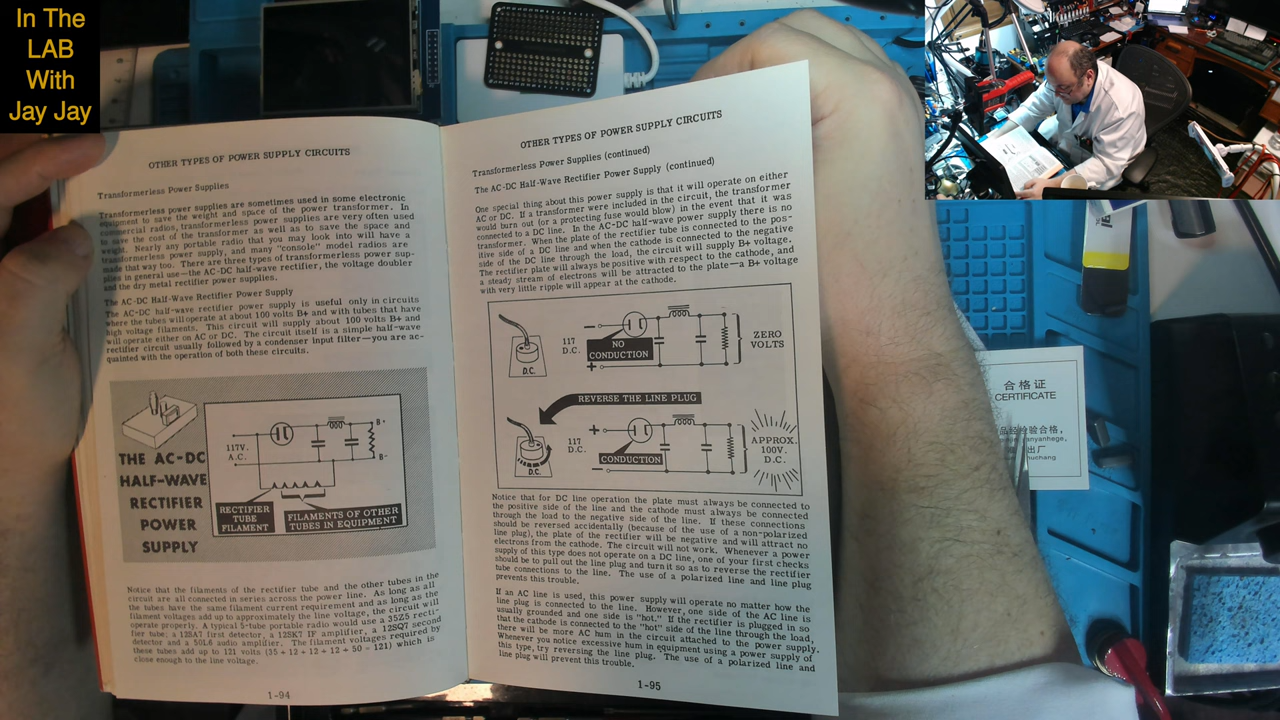 In The
LAB
With
Jay Jay
OTHER TYPES OF POWER SUPPLY CIRCUITS
Transformerless Power Supplies
Transformerless power supplies are sometimes used in some electronic
equipment to save the weight and space of the power transformer. In
commercial radios, transformerless power supplies are very often used
to save the cost of the transformer as well as to save the space and
weight. Nearly any portable radio that you may look into will have a
transformerless power supply, and many "console" model radios are
made that way too. There are three types of transformerless power sup-
plies in general use—the AC-DC half-wave rectifier, the voltage doubler
and the dry metal rectifier power supplies.
The AC-DC Half-Wave Rectifier Power Supply
The AC-DC half-wave rectifier power supply is useful only in circuits
where the tubes will operate at about 100 volts B+ and with tubes that have
high voltage filaments. This circuit will supply about 100 volts B+ and
will operate either on AC or DC. The circuit itself is a simple half-wave
rectifier circuit usually followed by a condenser input filter—you are ac-
quainted with the operation of both these circuits.
THE AC-DC
HALF-WAVE
RECTIFIER
POWER
SUPPLY
117V.
A.C.
B+
B-
RECTIFIER
TUBE
FILAMENT
FILAMENTS OF OTHER
TUBES IN EQUIPMENT
Notice that the filaments of the rectifier tube and the other tubes in the
circuit are all connected in series across the power line. As long as all
the tubes have the same filament current requirement and as long as the
filament voltages add up to approximately the line voltage, the circuit will
operate properly. A typical 5-tube portable radio would use a 35Z5 recti-
fier tube, a 12SA7 first detector, a 12SK7 IF amplifier, a 12SQ7 second
detector and a 50L6 audio amplifier. The filament voltages required by
these tubes add up to 121 volts (35 + 12 + 12 + 12 + 50 - 121) which is
close enough to the line voltage.
1-94
OTHER TYPES OF POWER SUPPLY CIRCUITS
Transformerless Power Supplies (continued)
The AC-DC Half-Wave Rectifier Power Supply (continued)
One special thing about this power supply is that it will operate on either
AC or DC. If a transformer were included in the circuit, the transformer
would burn out (or a protecting fuse would blow) in the event that it was
connected to a DC line. In the AC-DC half-wave power supply there is no
transformer. When the plate of the rectifier tube is connected to the pos-
itive side of a DC line and when the cathode is connected to the negative
side of the DC line through the load, the circuit will supply B+ voltage.
The rectifier plate will always be positive with respect to the cathode, and
a steady stream of electrons will be attracted to the plate—a B+ voltage
with very little ripple will appear at the cathode.
D.C.
117
D.C.
NO
CONDUCTION
ZERO
VOLTS
REVERSE THE LINE PLUG
D.C.
117
D.C.
CONDUCTION
APPROX.
100V.
D.C.
Notice that for DC line operation the plate must always be connected to
the positive side of the line and the cathode must always be connected
through the load to the negative side of the line. If these connections
should be reversed accidentally (because of the use of a non-polarized
line plug), the plate of the rectifier will be negative and will attract no
electrons from the cathode. The circuit will not work. Whenever a power
supply of this type does not operate on a DC line, one of your first checks
should be to pull out the line plug and turn it so as to reverse the rectifier
tube connections to the line. The use of a polarized line and line plug
prevents this trouble.
If an AC line is used, this power supply will operate no matter how the
line plug is connected to the line. However, one side of the AC line is
usually grounded and one side is "hot." If the rectifier is plugged in so
that the cathode is connected to the "hot" side of the line through the load,
there will be more AC hum in the circuit attached to the power supply.
Whenever you notice excessive hum in equipment using a power supply of
this type, try reversing the line plug. The use of a polarized line and
line plug will prevent this trouble.
1-95
合格证
CERTIFICATE
品经检验合格，
出厂